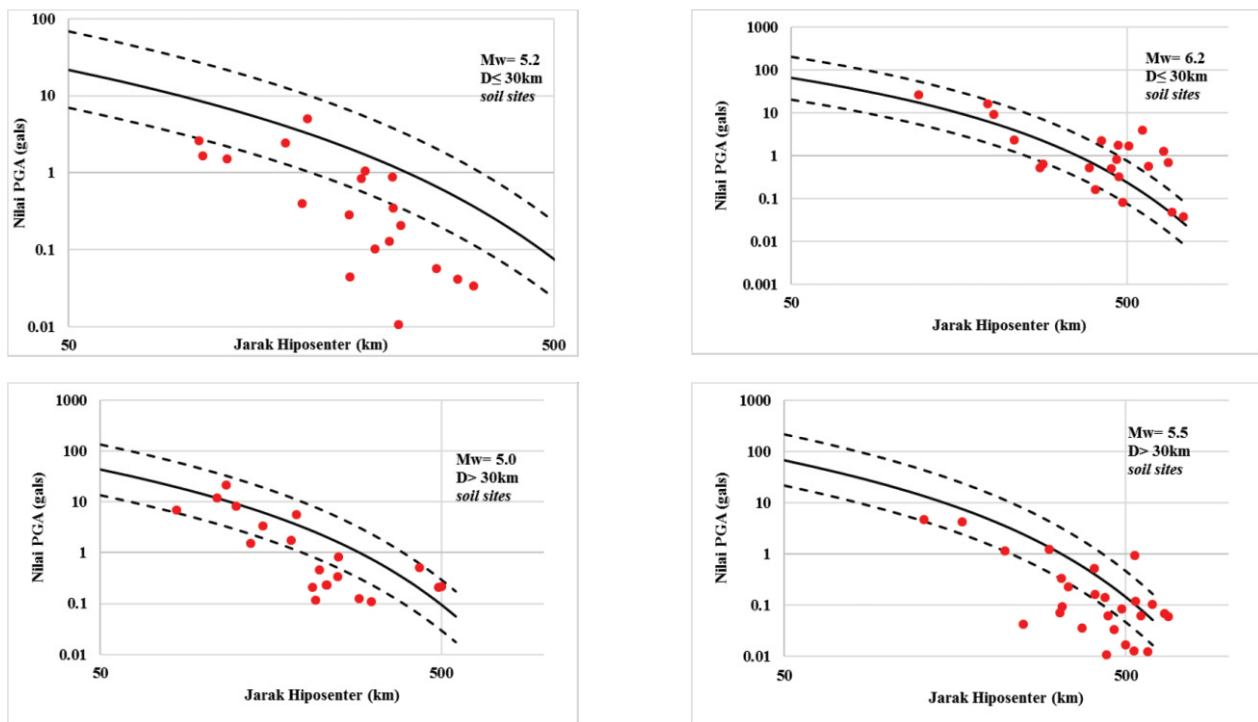 100
10
1
0.1
0.01
50
500
Nilai PGA (gals)
Jarak Hiposenter (km)
Mw= 5.2
D≤ 30km
soil sites
1000
100
10
1
0.1
0.01
0.001
50
500
Nilai PGA (gals)
Jarak Hiposenter (km)
Mw= 6.2
D≤ 30km
soil sites
1000
100
10
1
0.1
0.01
50
500
Nilai PGA (gals)
Jarak Hiposenter (km)
Mw= 5.0
D> 30km
soil sites
1000
100
10
1
0.1
0.01
50
500
Nilai PGA (gals)
Jarak Hiposenter (km)
Mw= 5.5
D> 30km
soil sites